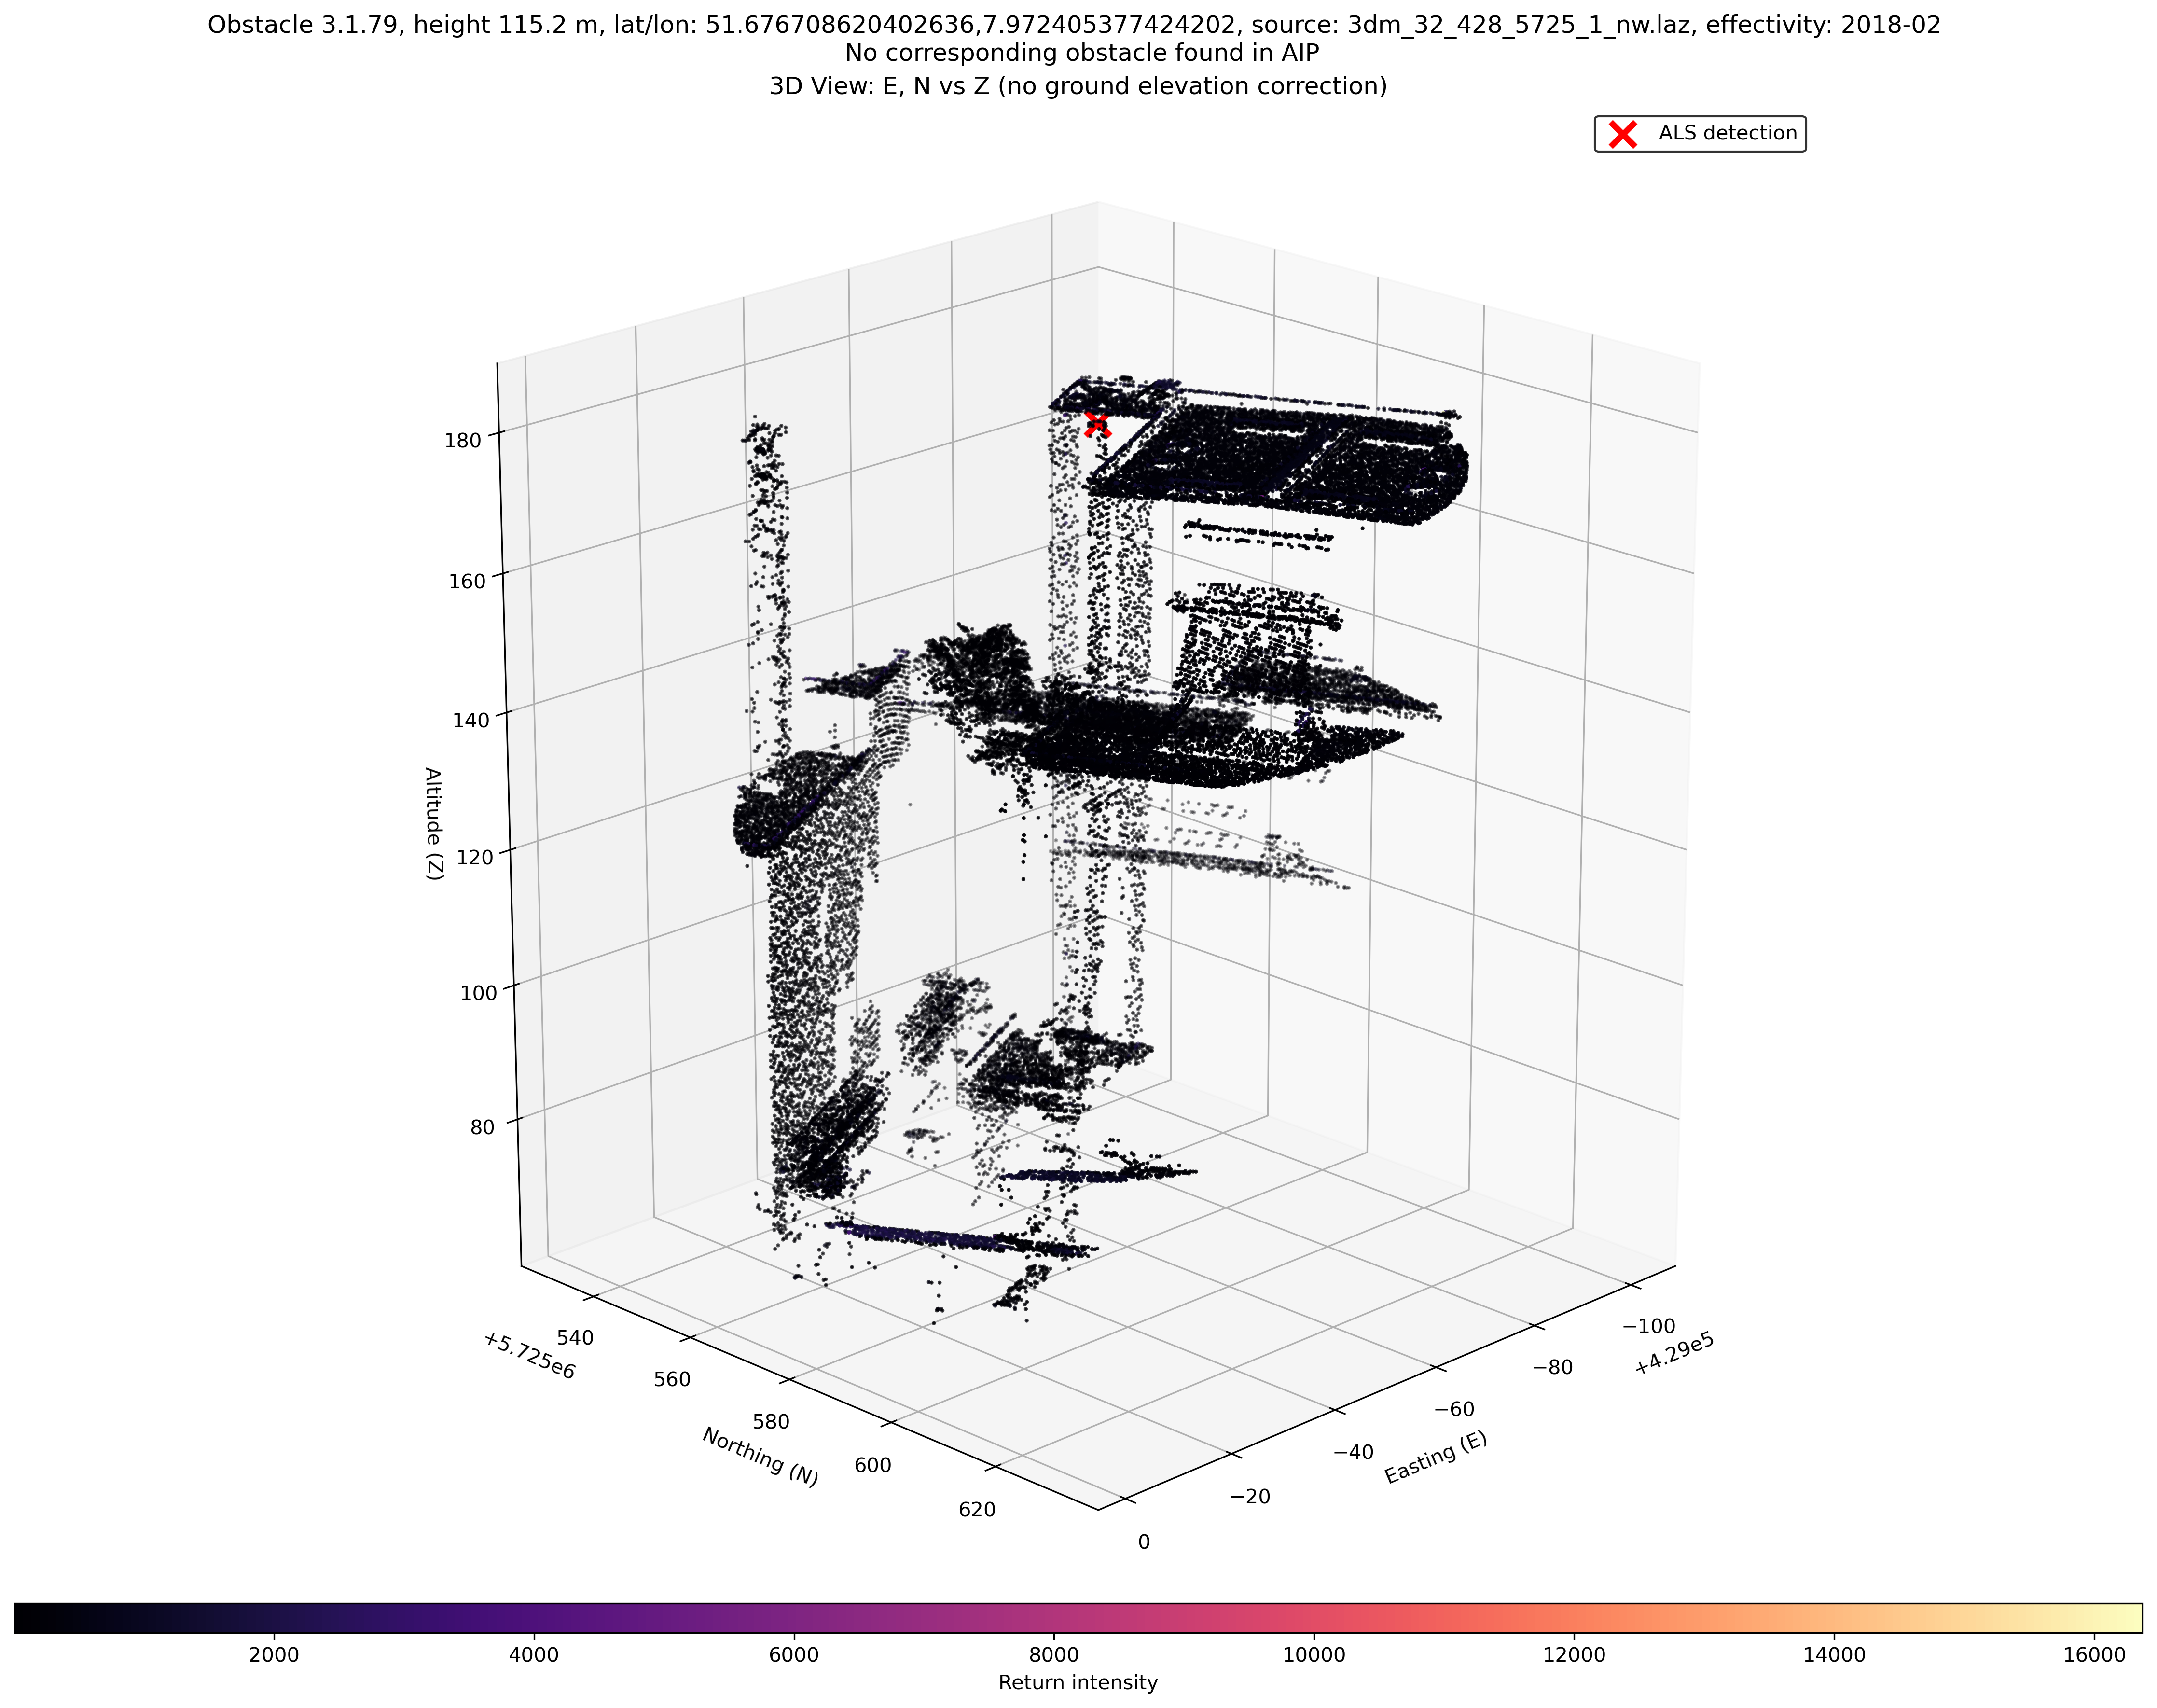 Obstacle 3.1.79, height 115.2 m, lat/lon: 51.676708620402636,7.972405377424202, source: 3dm_32_428_5725_1_nw.laz, effectivity: 2018-02
No corresponding obstacle found in AIP
3D View: E, N vs Z (no ground elevation correction)
ALS detection
180
160
140
120
100
80
Altitude (Z)
540
560
580
600
620
+5.725e6
Northing (N)
−100
−80
−60
−40
−20
0
+4.29e5
Easting (E)
2000
4000
6000
8000
10000
12000
14000
16000
Return intensity